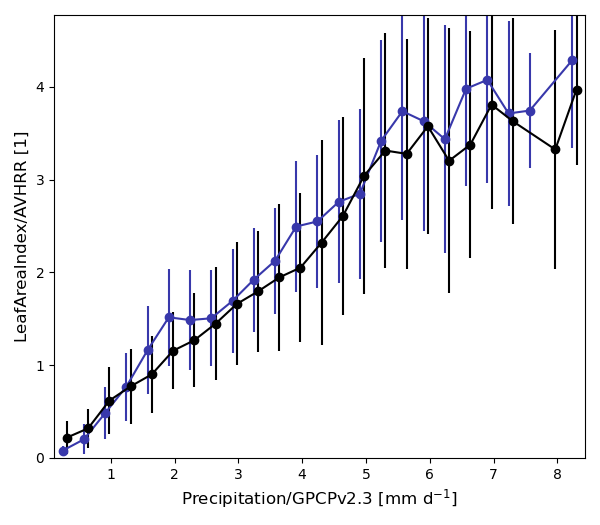 4
3
2
1
0
LeafAreaIndex/AVHRR [1]
1 2 3 4 5 6 7 8
Precipitation/GPCPv2.3 [mm d⁻¹]